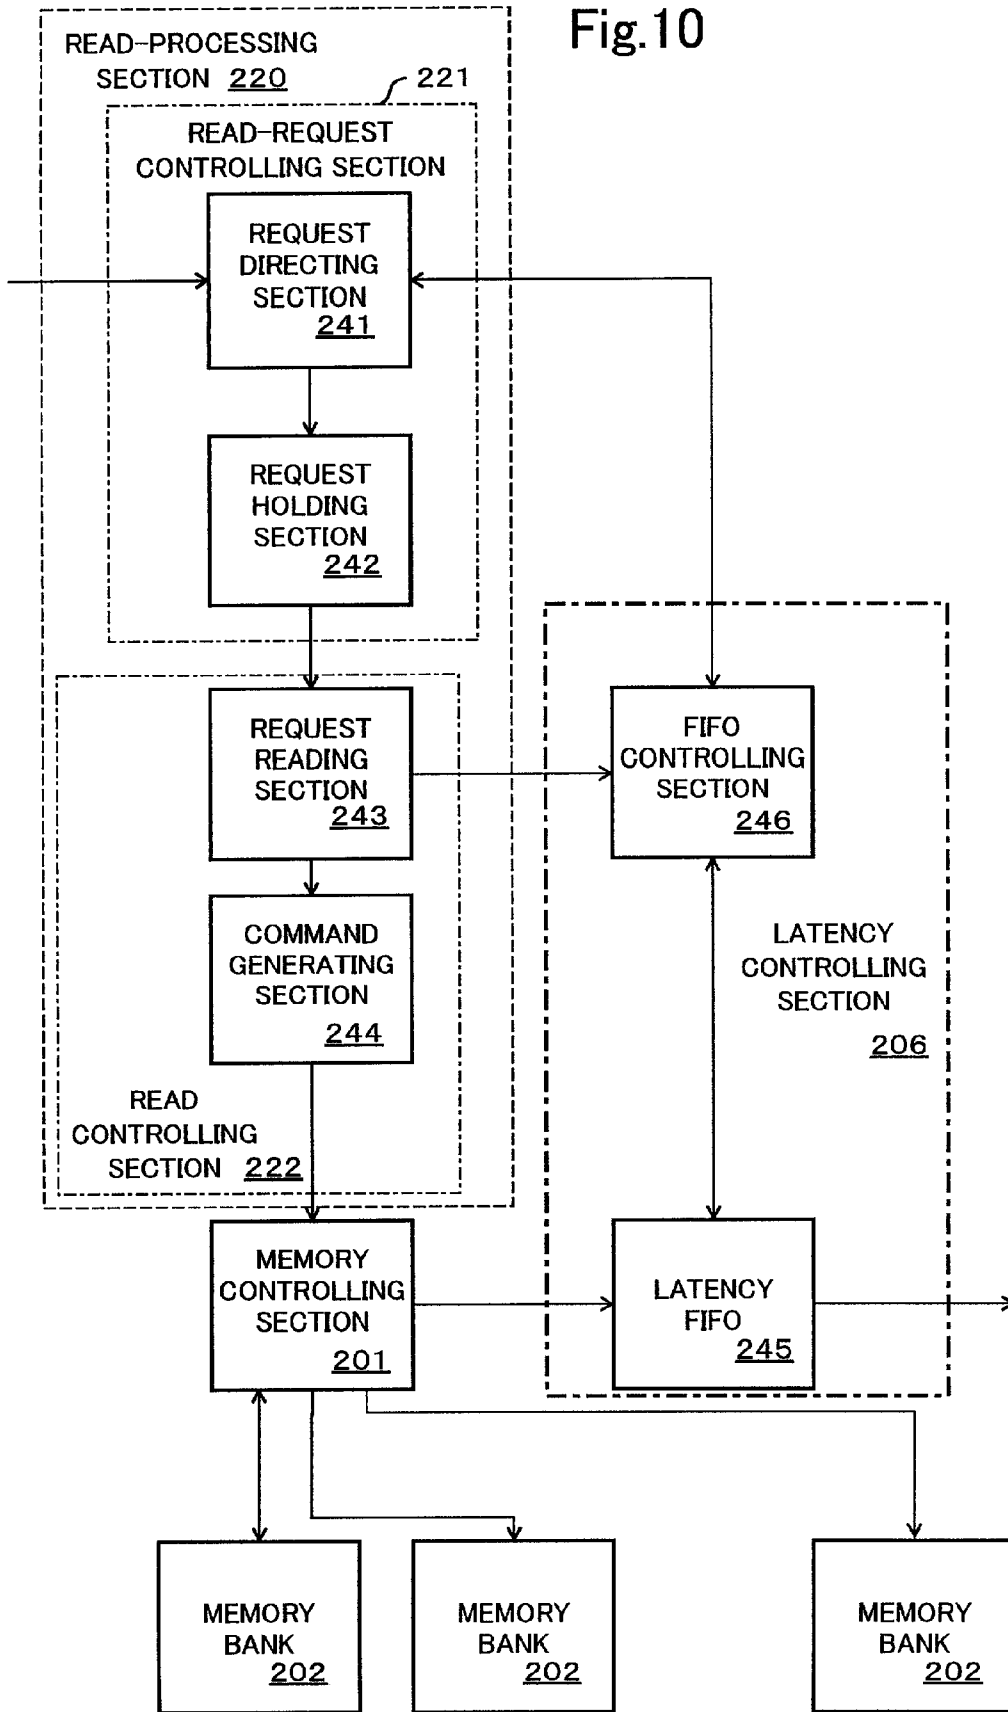 Fig.10
READ-PROCESSING
SECTION 220
221
READ-REQUEST
CONTROLLING SECTION
REQUEST
DIRECTING
SECTION
241
REQUEST
HOLDING
SECTION
242
REQUEST
READING
SECTION
243
FIFO
CONTROLLING
SECTION
246
COMMAND
GENERATING
SECTION
244
LATENCY
CONTROLLING
SECTION
206
READ
CONTROLLING
SECTION 222
MEMORY
CONTROLLING
SECTION
201
LATENCY
FIFO
245
MEMORY
BANK
202
MEMORY
BANK
202
MEMORY
BANK
202